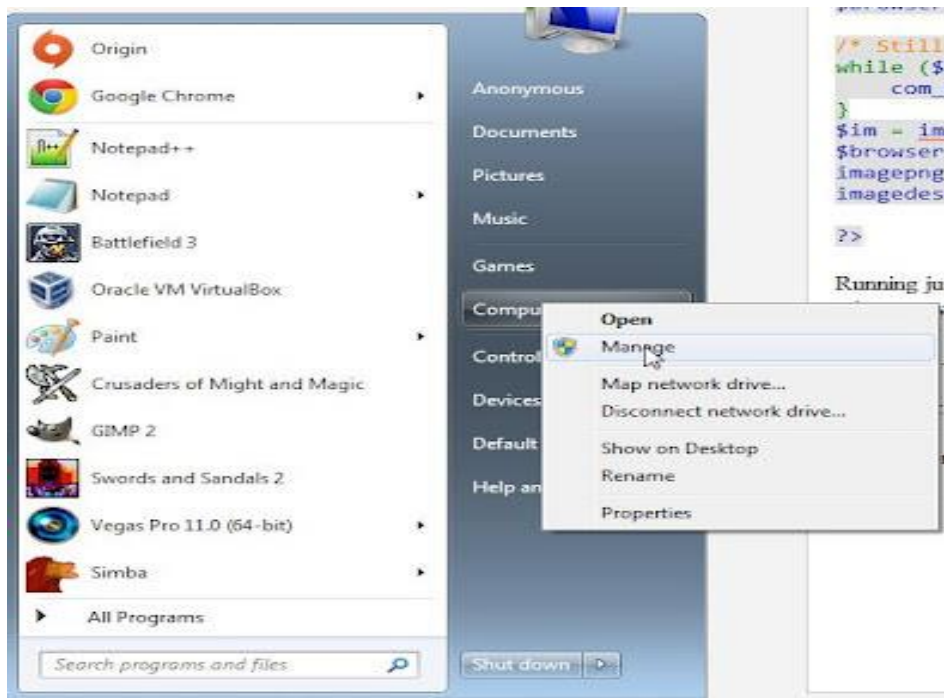 Origin
Google Chrome
Notepad++
Notepad
Battlefield 3
Oracle VM VirtualBox
Paint
Crusaders of Might and Magic
GIMP 2
Swords and Sandals 2
Vegas Pro 11.0 (64-bit)
Simba
All Programs
Search programs and files
Anonymous
Documents
Pictures
Music
Games
Compu
Control
Devices
Default
Help an
Shut down
Open
Manage
Map network drive...
Disconnect network drive...
Show on Desktop
Rename
Properties
/* Still
while ($
com_
}
$im = im
$browser
imagepng
imagedes
?>
Running ju